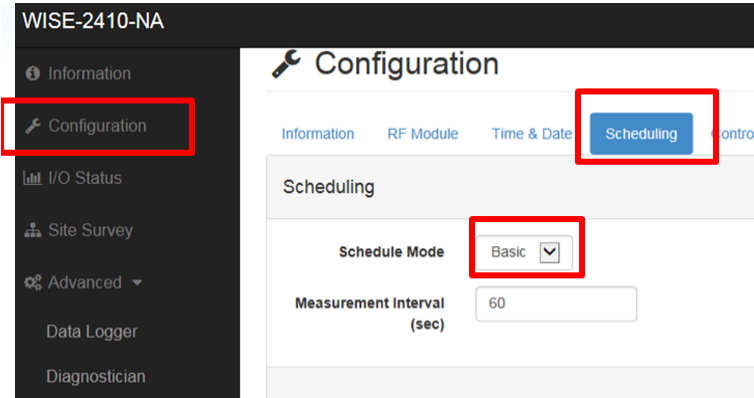 WISE-2410-NA
Information
Configuration
I/O Status
Site Survey
Advanced
Data Logger
Diagnostician
Configuration
Information RF Module Time & Date Scheduling Contro
Scheduling
Schedule Mode Basic
Measurement Interval 60
(sec)